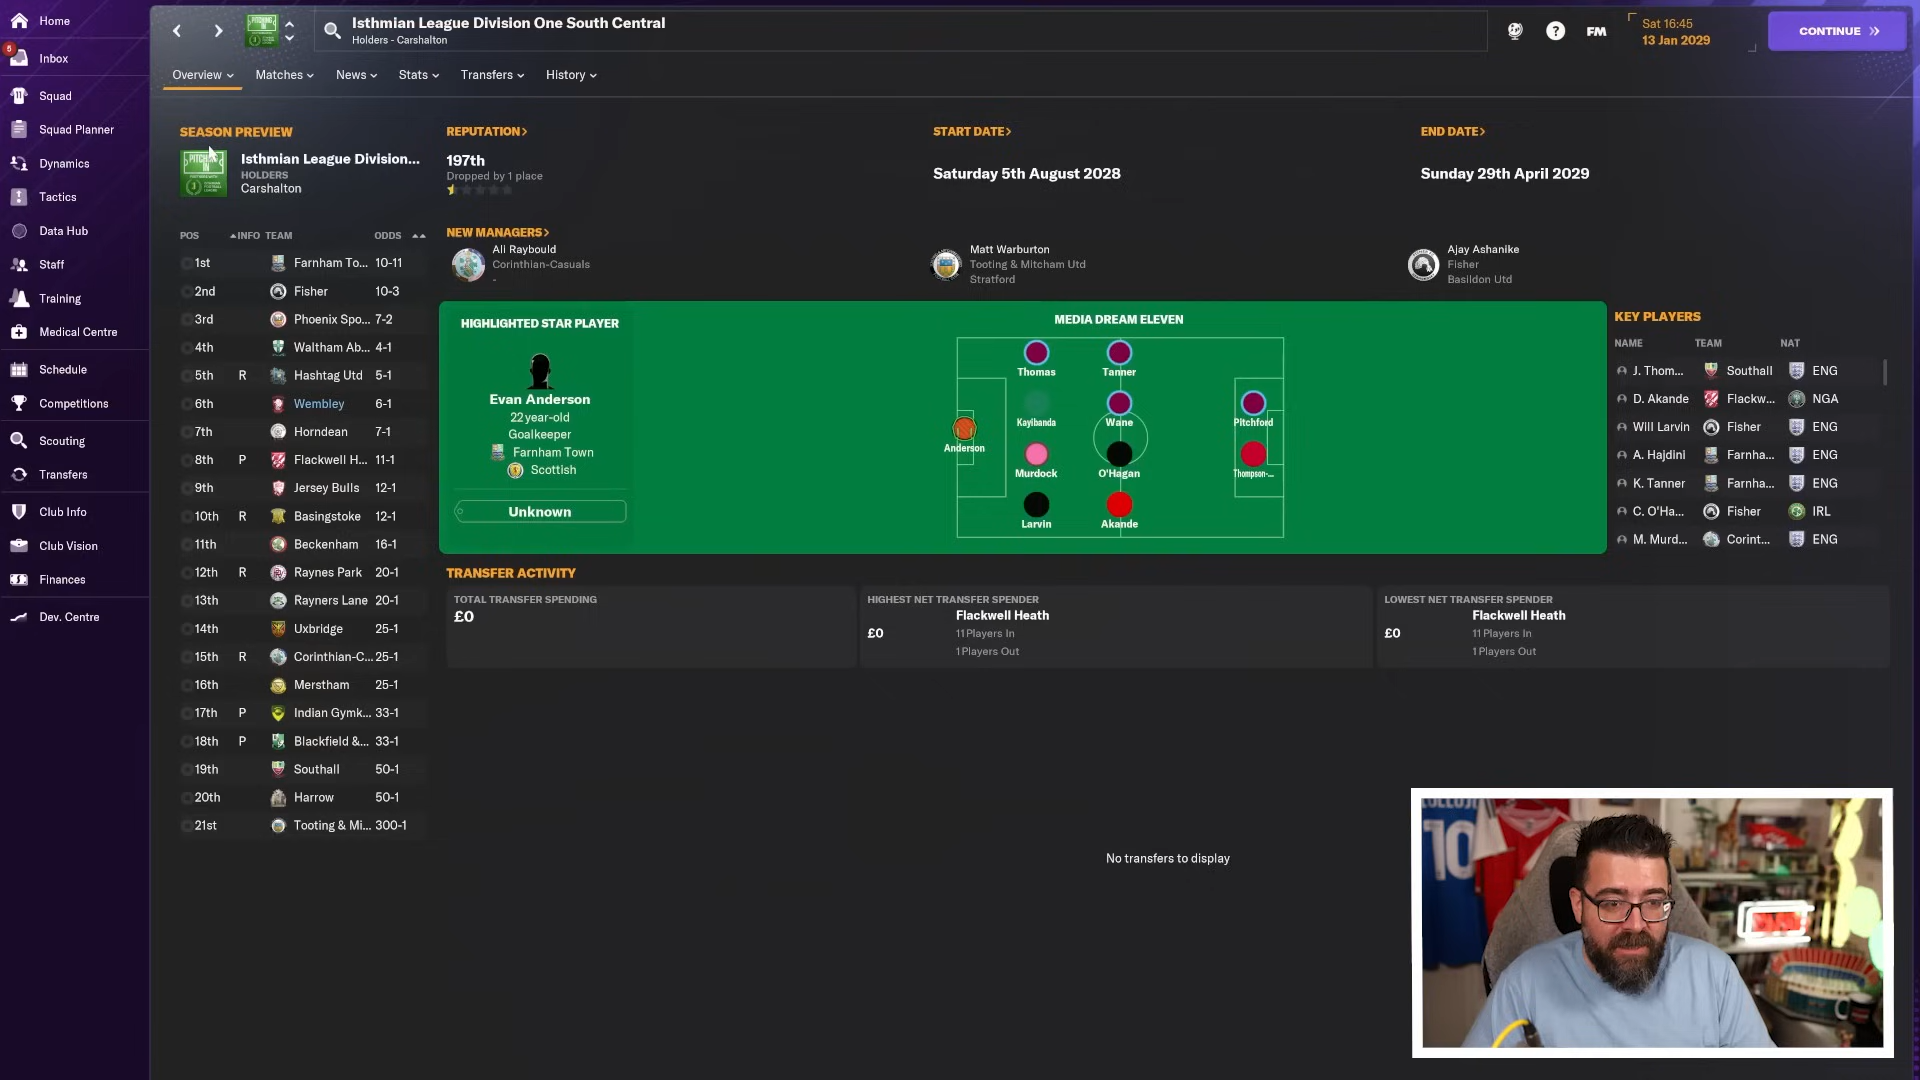 Home
6
Inbox
Squad
Squad Planner
Dynamics
Tactics
Data Hub
Staff
Training
Medical Centre
Schedule
Competitions
Scouting
Transfers
Club Info
Club Vision
Finances
Dev. Centre
Isthmian League Division One South Central
Holders - Carshalton
FM
Sat 16:45
13 Jan 2029
CONTINUE
Overview
Matches
News
Stats
Transfers
History
SEASON PREVIEW
Isthmian League Division...
HOLDERS
Carshalton
REPUTATION>
197th
Dropped by 1 place
START DATE>
Saturday 5th August 2028
END DATE>
Sunday 29th April 2029
NEW MANAGERS>
Ali Raybould
Corinthian-Casuals
-
Matt Warburton
Tooting & Mitcham Utd
Stratford
Ajay Ashanike
Fisher
Basildon Utd
POS INFO TEAM ODDS
1st Farnham To... 10-11
2nd Fisher 10-3
3rd Phoenix Spo... 7-2
4th Waltham Ab... 4-1
5th R Hashtag Utd 5-1
6th Wembley 6-1
7th Horndean 7-1
8th P Flackwell H... 11-1
9th Jersey Bulls 12-1
10th R Basingstoke 12-1
11th Beckenham 16-1
12th R Raynes Park 20-1
13th Rayners Lane 20-1
14th Uxbridge 25-1
15th R Corinthian-C... 25-1
16th Merstham 25-1
17th P Indian Gymk... 33-1
18th P Blackfield &... 33-1
19th Southall 50-1
20th Harrow 50-1
21st Tooting & Mi... 300-1
HIGHLIGHTED STAR PLAYER
Evan Anderson
22 year-old
Goalkeeper
Farnham Town
Scottish
Unknown
MEDIA DREAM ELEVEN
Thomas
Tanner
Kayibanda
Wane
Pitchford
Anderson
Murdock
O'Hagan
Thompson-...
Larvin
Akande
KEY PLAYERS
NAME TEAM NAT
J. Thom... Southall ENG
D. Akande Flackw... NGA
Will Larvin Fisher ENG
A. Hajdini Farnha... ENG
K. Tanner Farnha... ENG
C. O'Ha... Fisher IRL
M. Murd... Corint... ENG
TRANSFER ACTIVITY
TOTAL TRANSFER SPENDING
£0
HIGHEST NET TRANSFER SPENDER
Flackwell Heath
£0
11 Players In
1 Players Out
LOWEST NET TRANSFER SPENDER
Flackwell Heath
£0
11 Players In
1 Players Out
No transfers to display
10